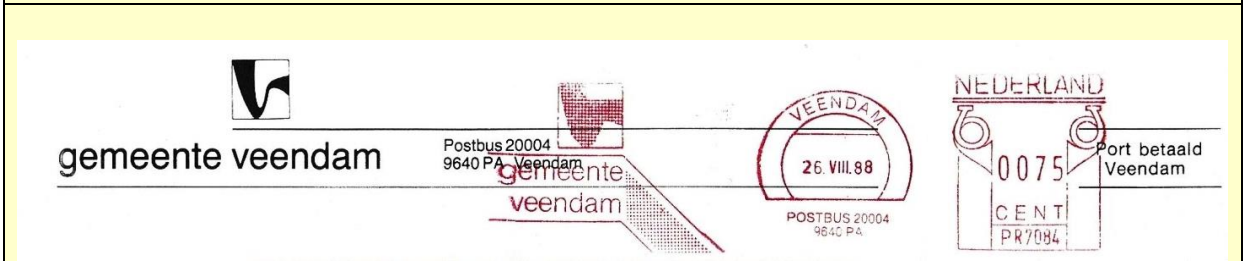 gemeente veendam
Postbus 20004
9640 PA Veendam
gemeente
veendam
VEENDAM
26. VIII. 88
POSTBUS 20004
9640 PA
NEDERLAND
0075
CENT
PR7084
Port betaald
Veendam